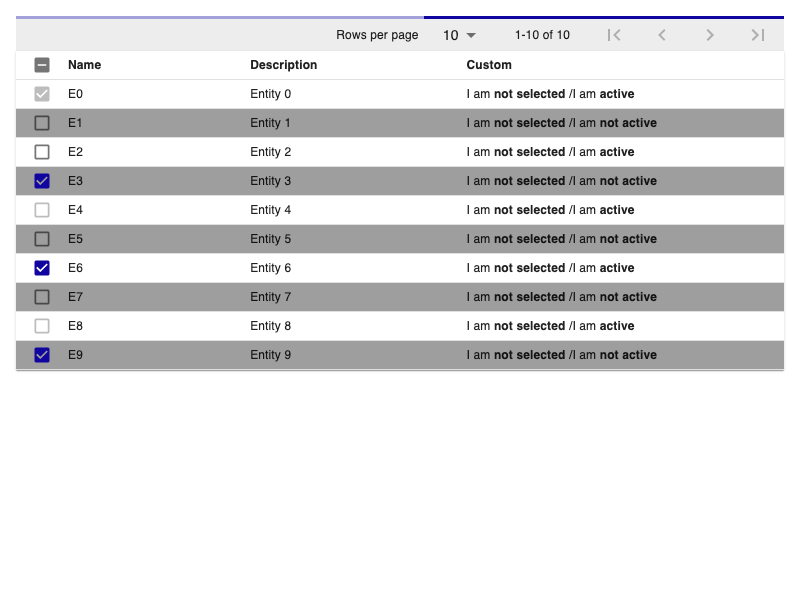 Rows per page 10 1-10 of 10
Name Description Custom
E0 Entity 0 I am not selected /I am active
E1 Entity 1 I am not selected /I am not active
E2 Entity 2 I am not selected /I am active
E3 Entity 3 I am not selected /I am not active
E4 Entity 4 I am not selected /I am active
E5 Entity 5 I am not selected /I am not active
E6 Entity 6 I am not selected /I am active
E7 Entity 7 I am not selected /I am not active
E8 Entity 8 I am not selected /I am active
E9 Entity 9 I am not selected /I am not active